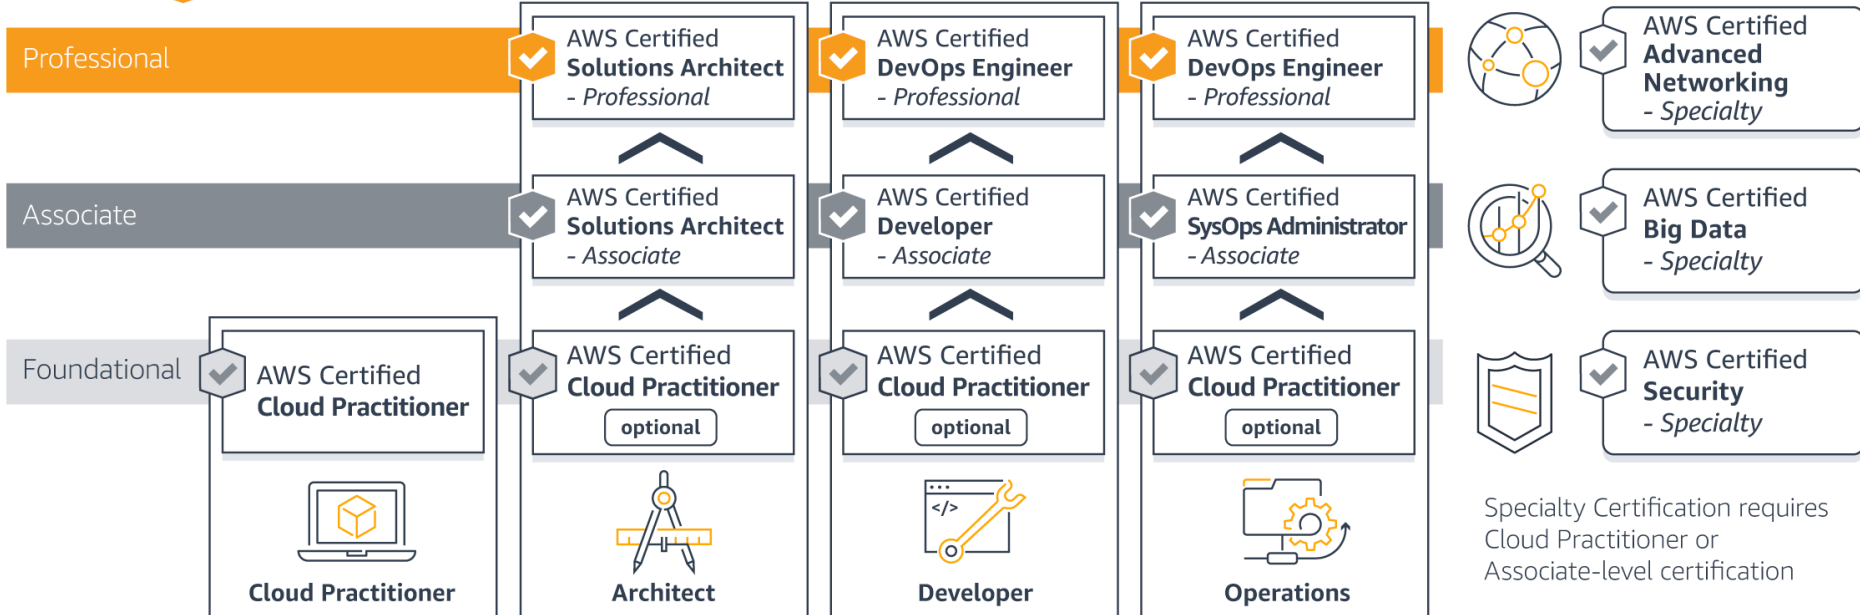 Professional
AWS Certified
Solutions Architect
- Professional
AWS Certified
DevOps Engineer
- Professional
AWS Certified
DevOps Engineer
- Professional
AWS Certified
Advanced
Networking
- Specialty
Associate
AWS Certified
Solutions Architect
- Associate
AWS Certified
Developer
- Associate
AWS Certified
SysOps Administrator
- Associate
AWS Certified
Big Data
- Specialty
Foundational
AWS Certified
Cloud Practitioner
AWS Certified
Cloud Practitioner
optional
AWS Certified
Cloud Practitioner
optional
AWS Certified
Cloud Practitioner
optional
AWS Certified
Security
- Specialty
</>
Cloud Practitioner
Architect
Developer
Operations
Specialty Certification requires
Cloud Practitioner or
Associate-level certification